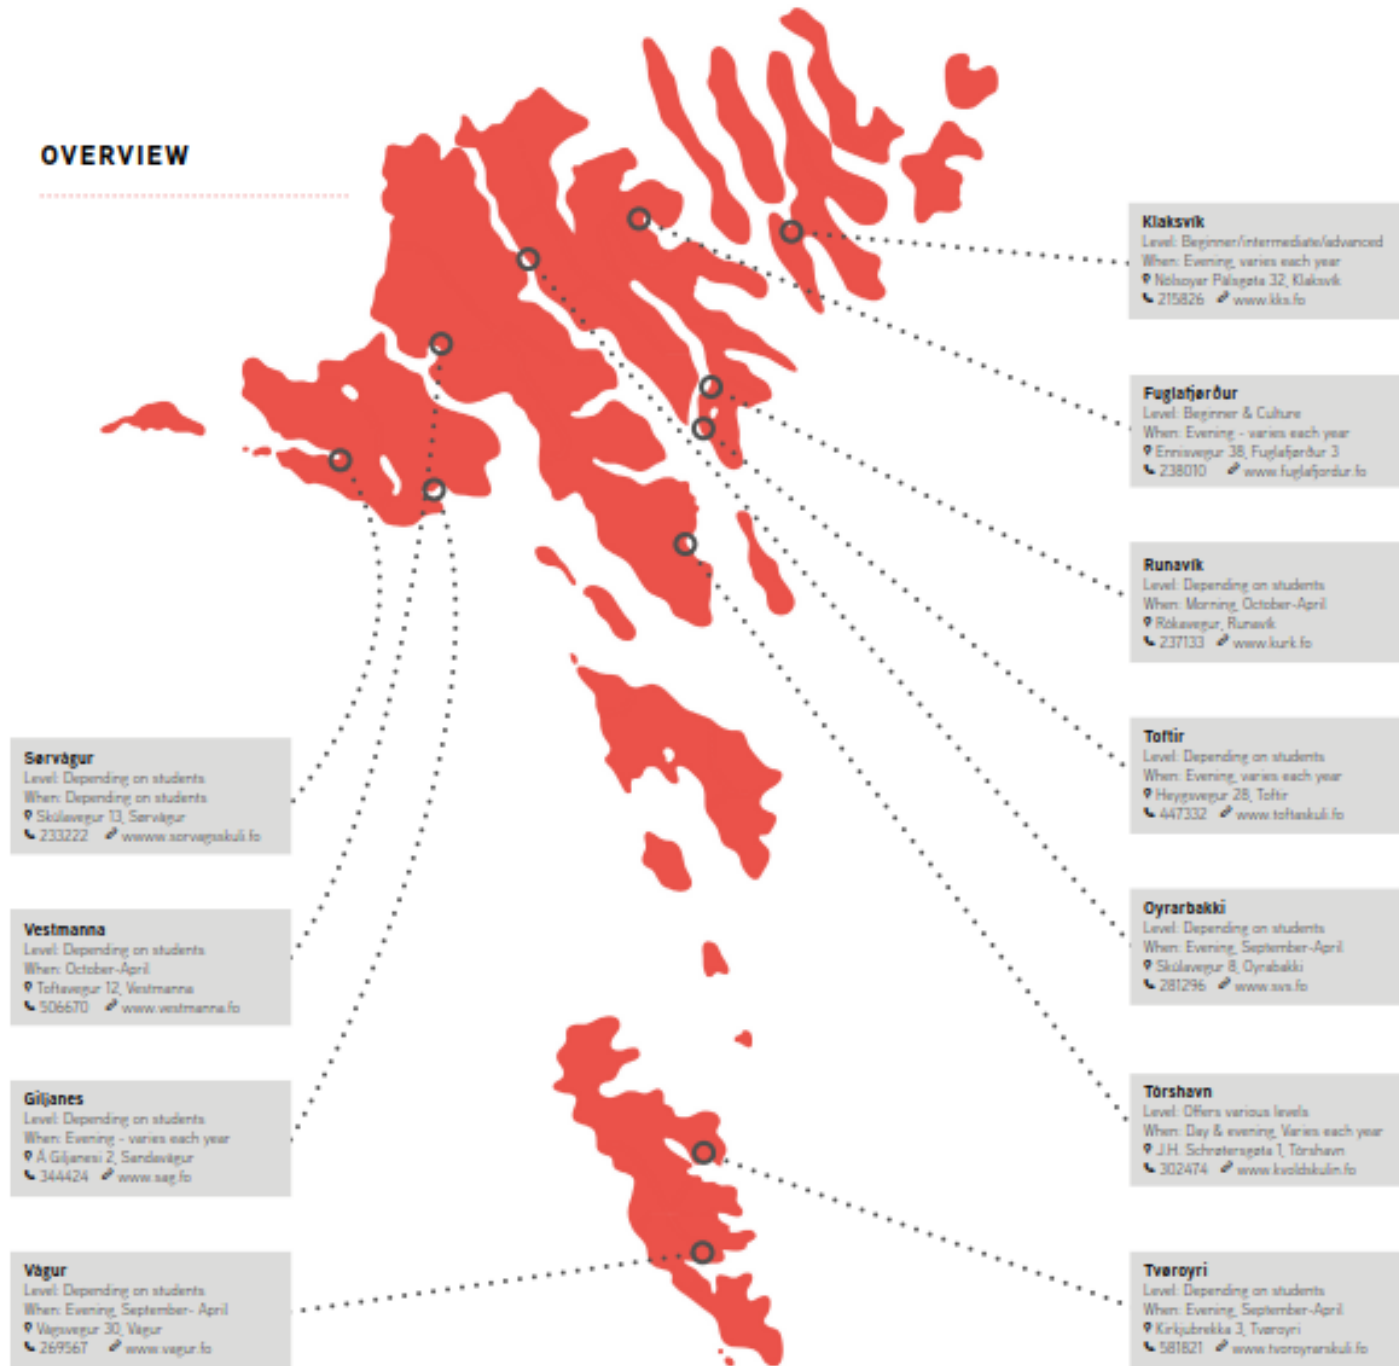 OVERVIEW
Klaksvík
Level: Beginner/intermediate/advanced
When: Evening, varies each year
Nólsoyar Pálsgøta 32, Klaksvík
215826 www.kks.fo
Fuglafjørður
Level: Beginner & Culture
When: Evening - varies each year
Ennisvegur 38, Fuglafjørður 3
238010 www.fuglafjordur.fo
Runavík
Level: Depending on students
When: Morning, October-April
Rókavegur, Runavík
237133 www.kurk.fo
Toftir
Level: Depending on students
When: Evening, varies each year
Heygsvegur 28, Toftir
447332 www.toftaskuli.fo
Oyrarbakki
Level: Depending on students
When: Evening, September-April
Skúlavegur 8, Oyrabakki
281296 www.svs.fo
Tórshavn
Level: Offers various levels
When: Day & evening, Varies each year
J.H. Schrøtersgøta 1, Tórshavn
302474 www.kvoldskulin.fo
Tvøroyri
Level: Depending on students
When: Evening, September-April
Kirkjubrekka 3, Tvøroyri
581821 www.tvoroyrarskuli.fo
Sørvágur
Level: Depending on students
When: Depending on students
Skúlavegur 13, Sørvágur
233222 wwww.sorvagsskuli.fo
Vestmanna
Level: Depending on students
When: October-April
Toftavegur 12, Vestmanna
506670 www.vestmanna.fo
Giljanes
Level: Depending on students
When: Evening - varies each year
Á Giljanesi 2, Sandavágur
344424 www.sag.fo
Vágur
Level: Depending on students
When: Evening, September- April
Vágsvegur 30, Vágur
269567 www.vagur.fo